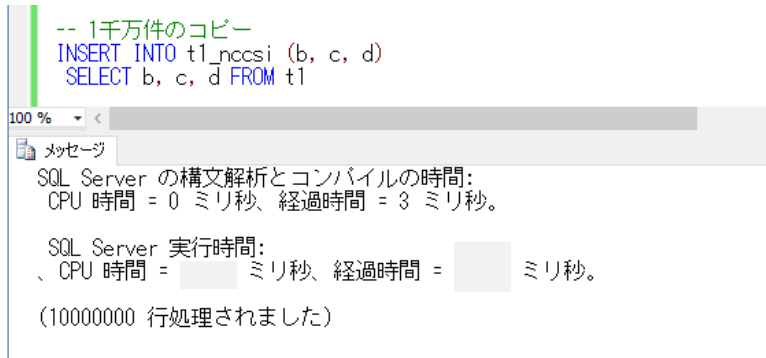 -- 1千万件のコピー
INSERT INTO t1_nccsi (b, c, d)
SELECT b, c, d FROM t1
100 %
メッセージ
SQL Server の構文解析とコンパイルの時間:
CPU 時間 = 0 ミリ秒、経過時間 = 3 ミリ秒。
SQL Server 実行時間:
、CPU 時間 = ミリ秒、経過時間 = ミリ秒。
(10000000 行処理されました)